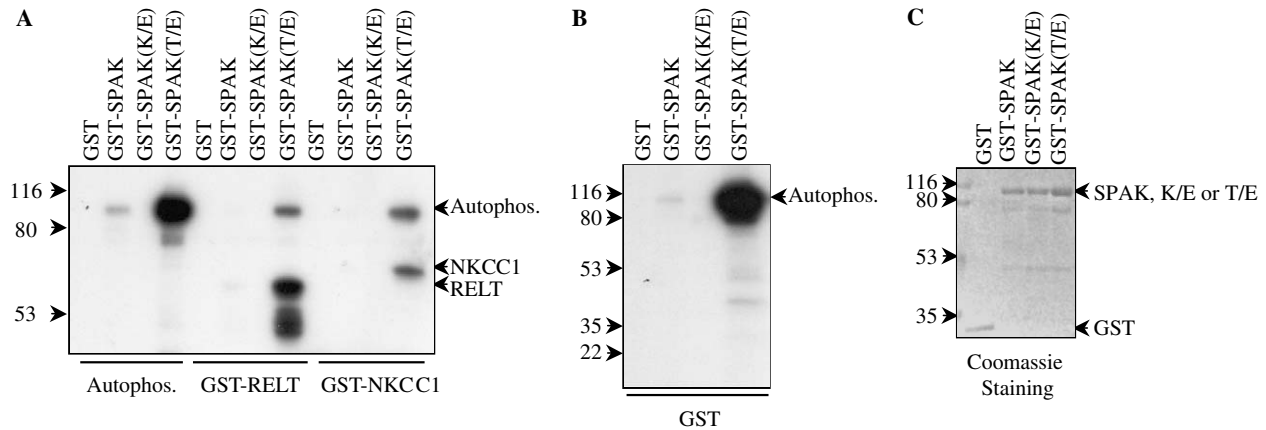 A
GST
GST-SPAK
GST-SPAK(K/E)
GST-SPAK(T/E)
GST
GST-SPAK
GST-SPAK(K/E)
GST-SPAK(T/E)
GST
GST-SPAK
GST-SPAK(K/E)
GST-SPAK(T/E)
116
80
53
Autophos.
NKCC1
RELT
Autophos.
GST-RELT
GST-NKCC1
B
GST
GST-SPAK
GST-SPAK(K/E)
GST-SPAK(T/E)
116
80
53
35
22
Autophos.
GST
C
GST
GST-SPAK
GST-SPAK(K/E)
GST-SPAK(T/E)
116
80
53
35
SPAK, K/E or T/E
GST
Coomassie
Staining